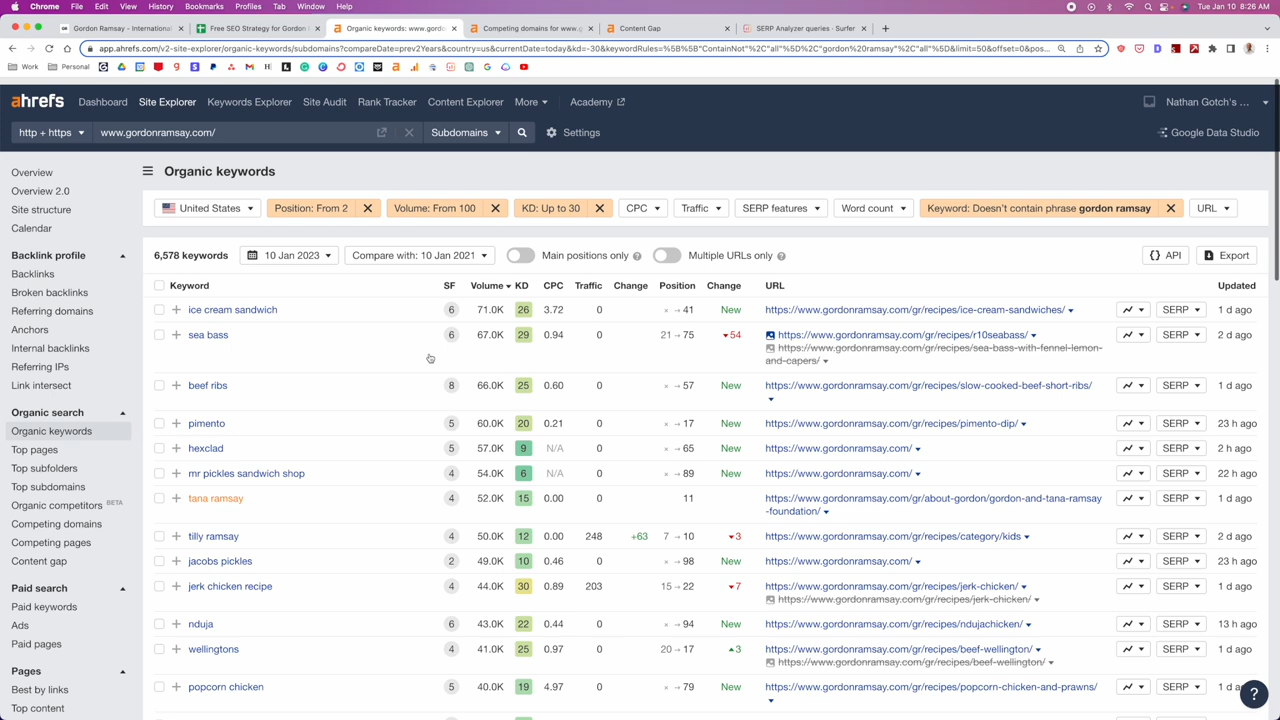 Chrome File Edit View History Bookmarks Profiles Tab Window Help Tue Jan 10 8:26 AM
Gordon Ramsay - International Free SEO Strategy for Gordon Organic keywords: www.gordo Competing domains for www.g Content Gap SERP Analyzer queries - Surfer
app.ahrefs.com/v2-site-explorer/organic-keywords/subdomains?compareDate=prev2Years&country=us&currentDate=today&kd=-30&keywordRules=%5B%5B"ContainNot"%2C"all"%5D%2C"gordon%20ramsay"%2C"all"%5D&limit=50&offset=0&pos...
Work Personal
ahrefs Dashboard Site Explorer Keywords Explorer Site Audit Rank Tracker Content Explorer More Academy Nathan Gotch's ...
http + https www.gordonramsay.com/ Subdomains Settings Google Data Studio
Overview
Overview 2.0
Site structure
Calendar
Backlink profile
Backlinks
Broken backlinks
Referring domains
Anchors
Internal backlinks
Referring IPs
Link intersect
Organic search
Organic keywords
Top pages
Top subfolders
Top subdomains
Organic competitors BETA
Competing domains
Competing pages
Content gap
Paid search
Paid keywords
Ads
Paid pages
Pages
Best by links
Top content
Organic keywords
United States Position: From 2 Volume: From 100 KD: Up to 30 CPC Traffic SERP features Word count Keyword: Doesn't contain phrase gordon ramsay URL
6,578 keywords 10 Jan 2023 Compare with: 10 Jan 2021 Main positions only Multiple URLs only API Export
Keyword SF Volume KD CPC Traffic Change Position Change URL Updated
ice cream sandwich 6 71.0K 26 3.72 0 × → 41 New https://www.gordonramsay.com/gr/recipes/ice-cream-sandwiches/ SERP 1 d ago
sea bass 6 67.0K 29 0.94 0 21 → 75 54 https://www.gordonramsay.com/gr/recipes/r10seabass/ SERP 2 d ago
https://www.gordonramsay.com/gr/recipes/sea-bass-with-fennel-lemon-
and-capers/
beef ribs 8 66.0K 25 0.60 0 × → 57 New https://www.gordonramsay.com/gr/recipes/slow-cooked-beef-short-ribs/ SERP 1 d ago
pimento 5 60.0K 20 0.21 0 × → 17 New https://www.gordonramsay.com/gr/recipes/pimento-dip/ SERP 23 h ago
hexclad 5 57.0K 9 N/A 0 × → 65 New https://www.gordonramsay.com/ SERP 2 h ago
mr pickles sandwich shop 4 54.0K 6 N/A 0 × → 89 New https://www.gordonramsay.com/ SERP 22 h ago
tana ramsay 4 52.0K 15 0.00 0 11 https://www.gordonramsay.com/gr/about-gordon/gordon-and-tana-ramsay SERP 1 d ago
-foundation/
tilly ramsay 4 50.0K 12 0.00 248 +63 7 → 10 3 https://www.gordonramsay.com/gr/category/kids SERP 2 d ago
jacobs pickles 2 49.0K 10 0.46 0 × → 98 New https://www.gordonramsay.com/ SERP 23 h ago
jerk chicken recipe 4 44.0K 30 0.89 203 15 → 22 7 https://www.gordonramsay.com/gr/recipes/jerk-chicken/ SERP 1 d ago
https://www.gordonramsay.com/gr/recipes/jerk-chicken/
nduja 6 43.0K 22 0.44 0 × → 94 New https://www.gordonramsay.com/gr/recipes/ndujachicken/ SERP 13 h ago
wellingtons 4 41.0K 25 0.97 0 20 → 17 3 https://www.gordonramsay.com/gr/recipes/beef-wellington/ SERP 1 d ago
https://www.gordonramsay.com/gr/recipes/beef-wellington/
popcorn chicken 5 40.0K 19 4.97 0 × → 79 New https://www.gordonramsay.com/gr/recipes/popcorn-chicken-and-prawns/ SERP 1 d
?